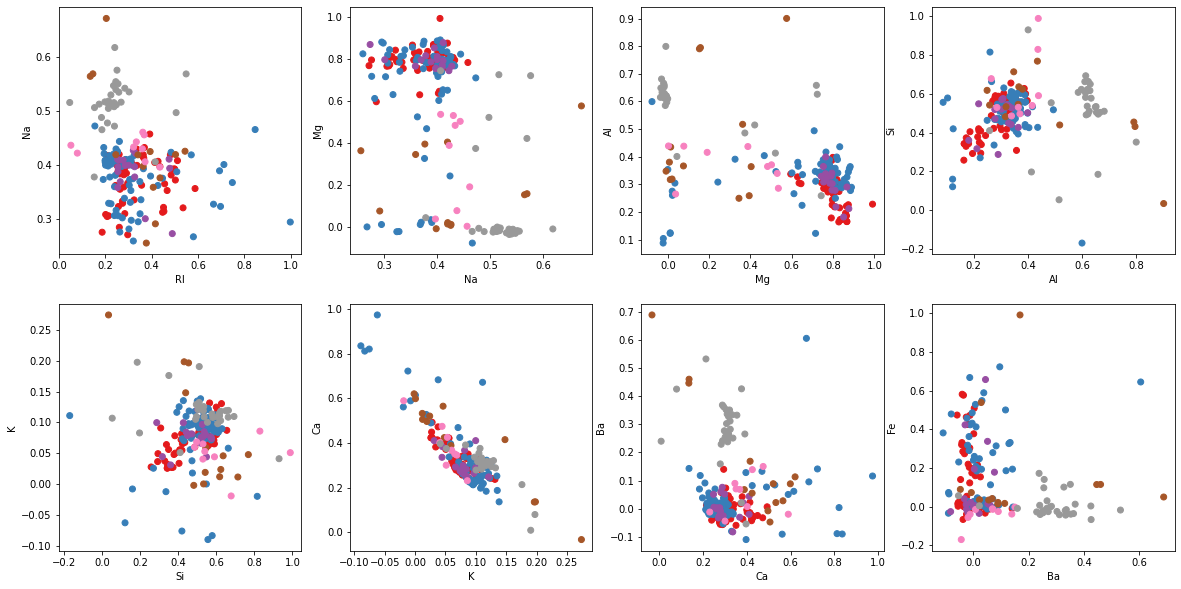 0.6
0.5
0.4
0.3
Na
0.0 0.2 0.4 0.6 0.8 1.0
RI
1.0
0.8
0.6
0.4
0.2
0.0
Mg
0.3 0.4 0.5 0.6
Na
0.9
0.8
0.7
0.6
0.5
0.4
0.3
0.2
0.1
Al
0.0 0.2 0.4 0.6 0.8 1.0
Mg
1.0
0.8
0.6
0.4
0.2
0.0
−0.2
Si
0.2 0.4 0.6 0.8
Al
0.25
0.20
0.15
0.10
0.05
0.00
−0.05
−0.10
K
−0.2 0.0 0.2 0.4 0.6 0.8 1.0
Si
1.0
0.8
0.6
0.4
0.2
0.0
Ca
−0.10 −0.05 0.00 0.05 0.10 0.15 0.20 0.25
K
0.7
0.6
0.5
0.4
0.3
0.2
0.1
0.0
−0.1
Ba
0.0 0.2 0.4 0.6 0.8 1.0
Ca
1.0
0.8
0.6
0.4
0.2
0.0
−0.2
Fe
0.0 0.2 0.4 0.6
Ba